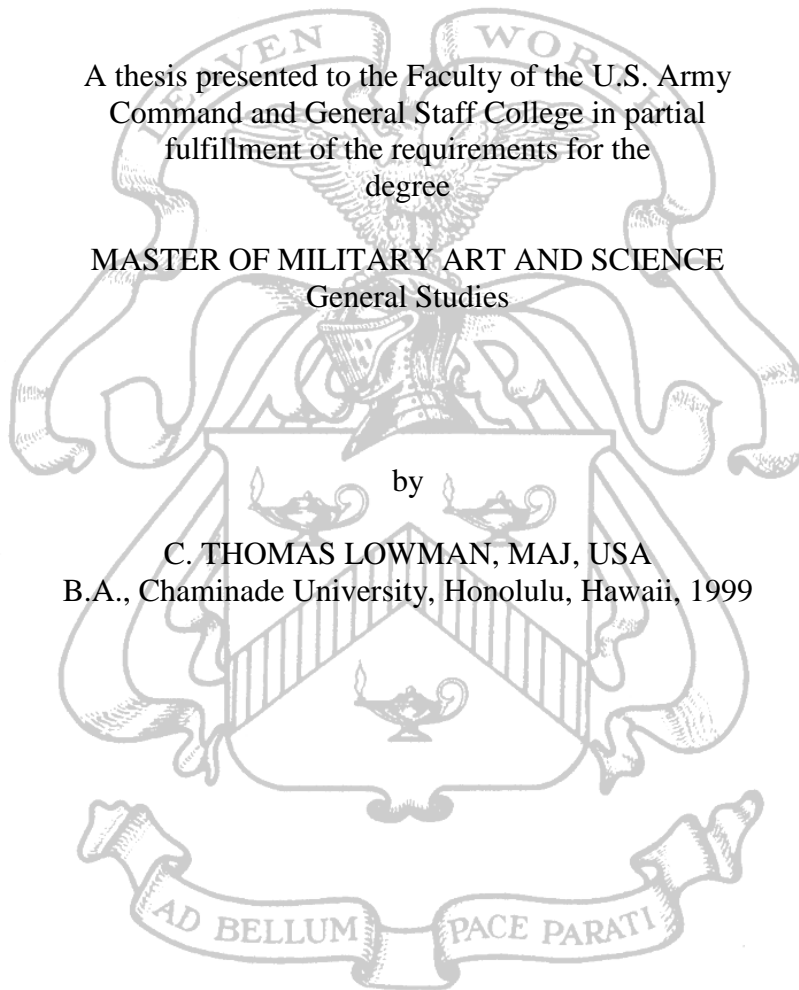 LEAVEN WORTH
A thesis presented to the Faculty of the U.S. Army
Command and General Staff College in partial
fulfillment of the requirements for the
degree
MASTER OF MILITARY ART AND SCIENCE
General Studies
by
C. THOMAS LOWMAN, MAJ, USA
B.A., Chaminade University, Honolulu, Hawaii, 1999
AD BELLUM PACE PARATI